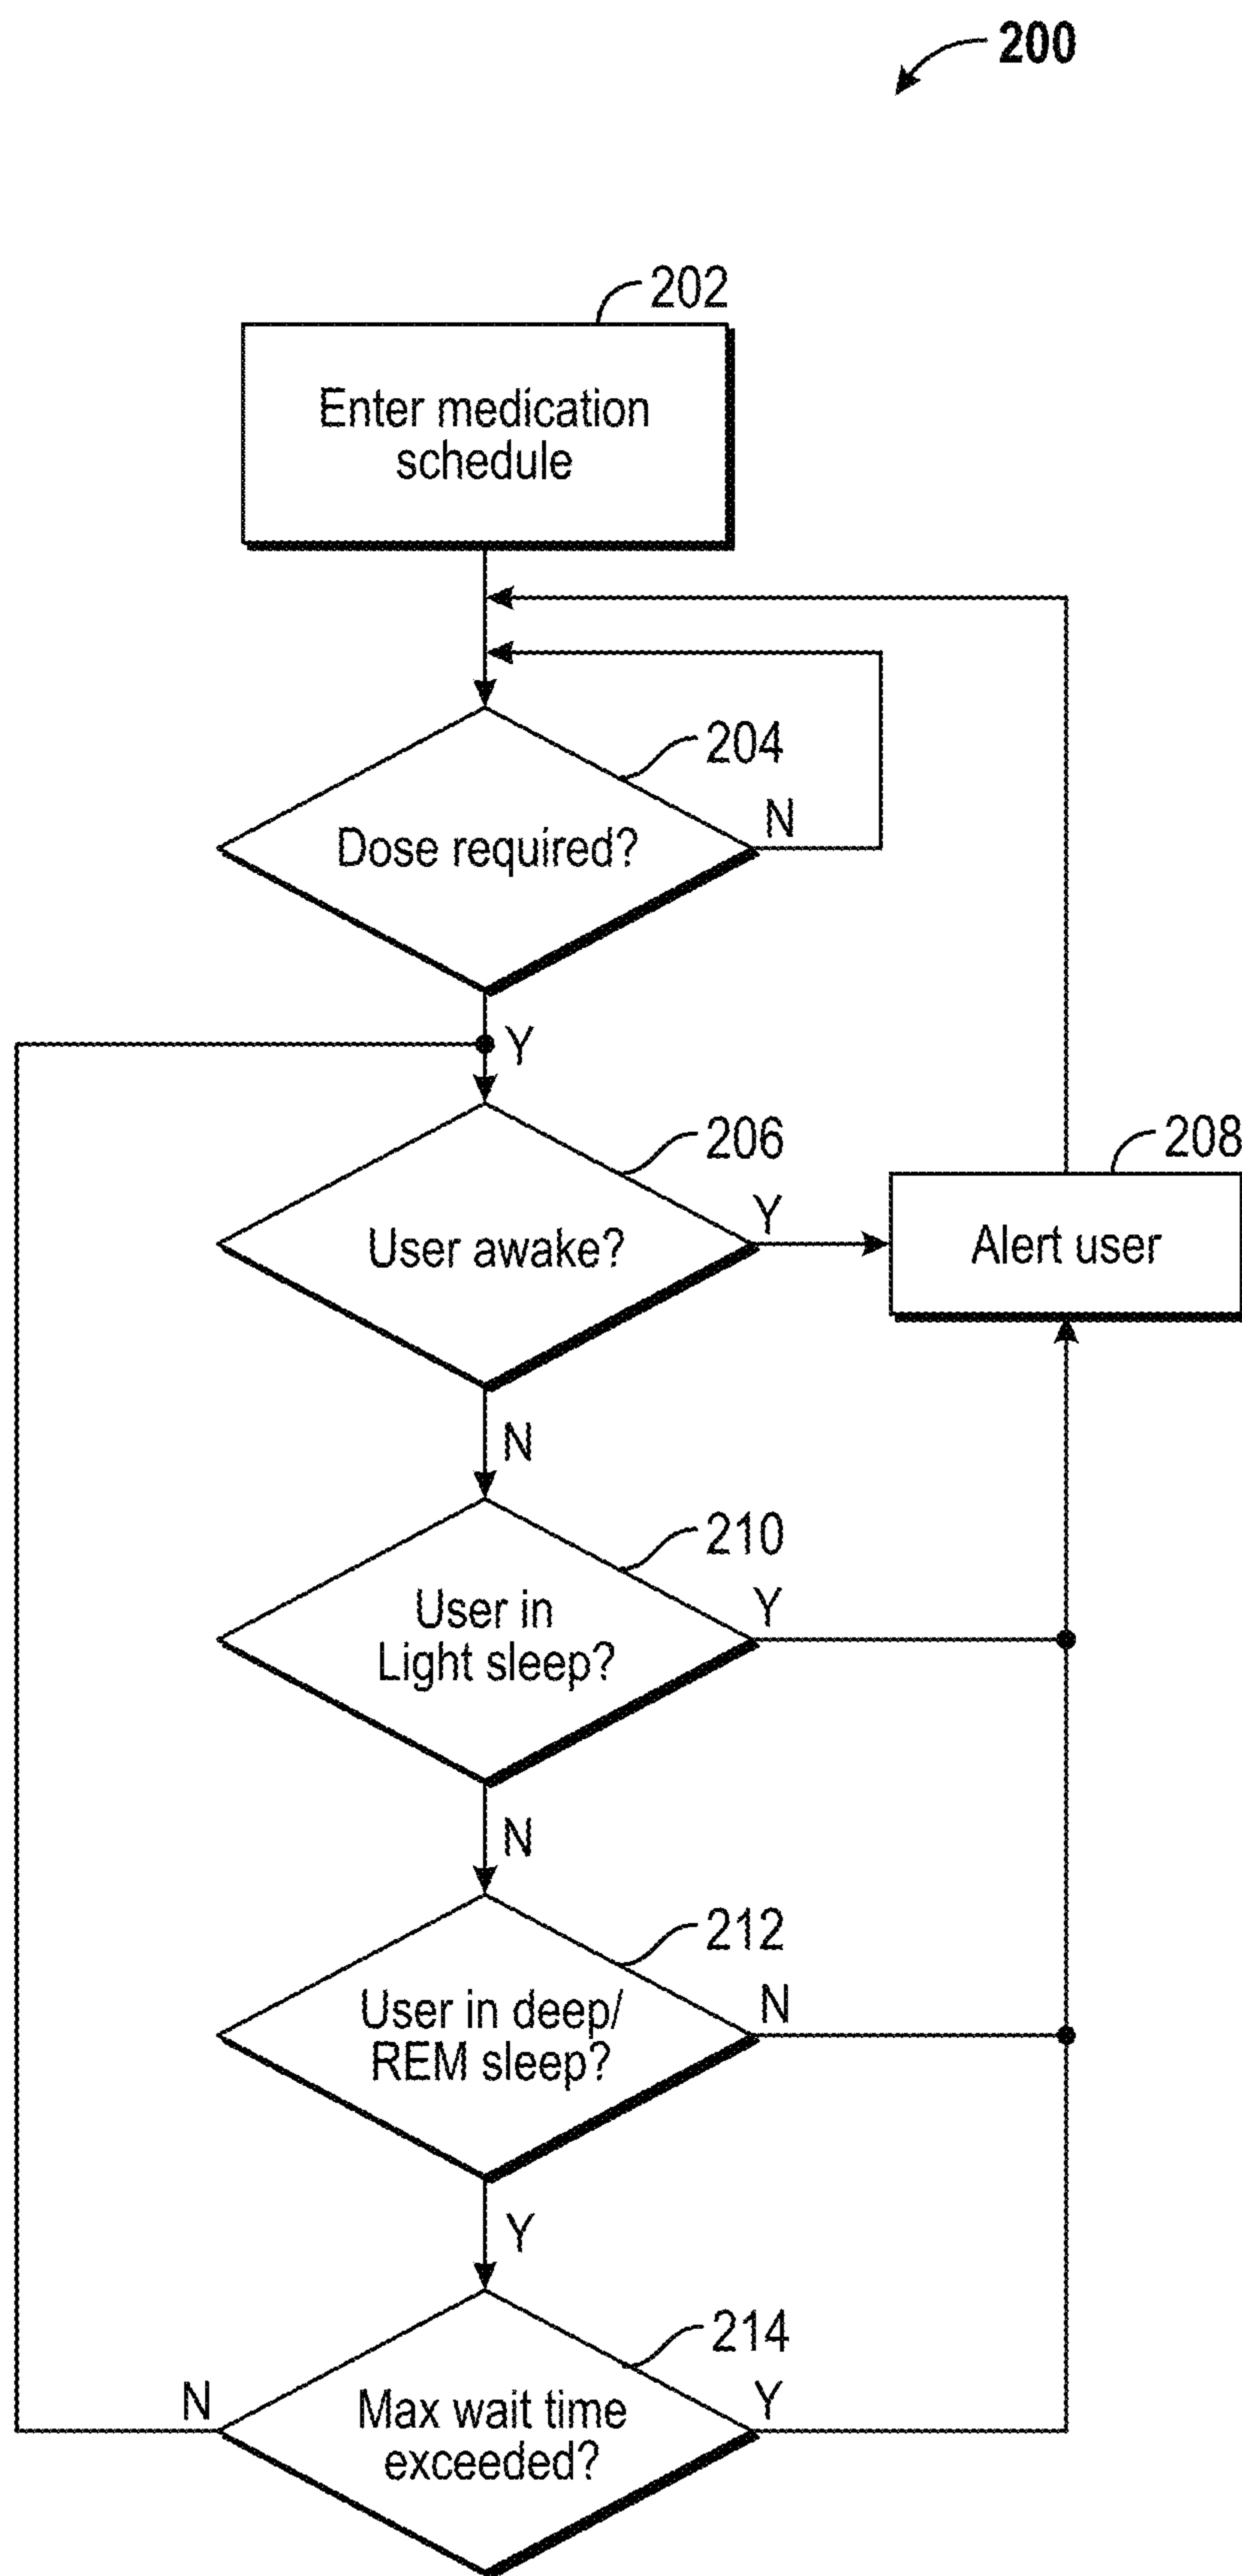 200
202
Enter medication
schedule
204
Dose required?
N
Y
206
User awake?
Y
208
Alert user
N
210
User in
Light sleep?
Y
N
212
User in deep/
REM sleep?
N
Y
214
Max wait time
exceeded?
N
Y